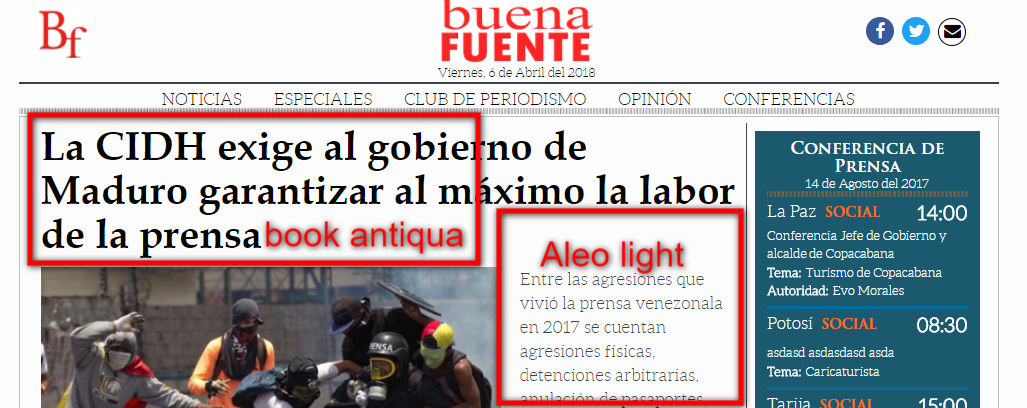 Bf
buena
FUENTE
Viernes, 6 de Abril del 2018
NOTICIAS ESPECIALES CLUB DE PERIODISMO OPINIÓN CONFERENCIAS
La CIDH exige al gobierno de
Maduro garantizar al máximo la labor
de la prensa
book antiqua
Aleo light
Entre las agresiones que
vivió la prensa venezonala
en 2017 se cuentan
agresiones físicas,
detenciones arbitrarias,
anulación de pasaportes
CONFERENCIA DE
PRENSA
14 de Agosto del 2017
La Paz SOCIAL 14:00
Conferencia Jefe de Gobierno y
alcalde de Copacabana
Tema: Turismo de Copacabana
Autoridad: Evo Morales
Potosí SOCIAL 08:30
asdasd asdasdasd asda
Tema: Caricaturista
Tarija SOCIAL 15:00